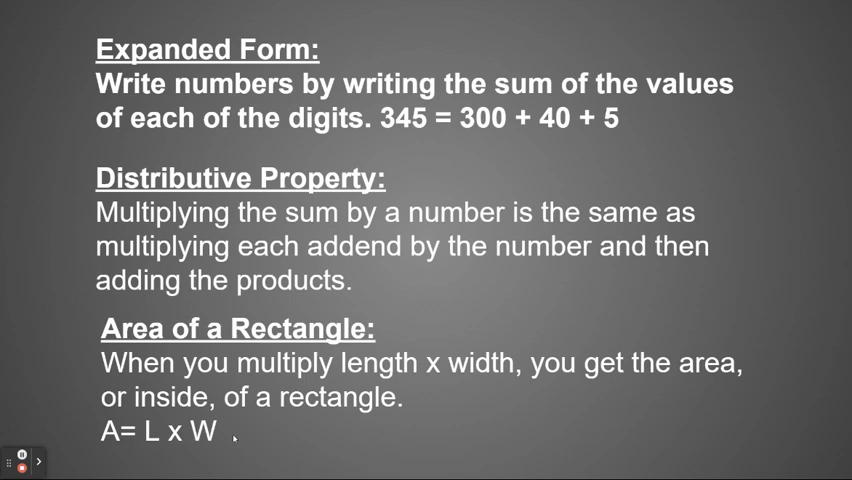 Expanded Form:
Write numbers by writing the sum of the values
of each of the digits. 345 = 300 + 40 + 5
Distributive Property:
Multiplying the sum by a number is the same as
multiplying each addend by the number and then
adding the products.
Area of a Rectangle:
When you multiply length x width, you get the area,
or inside, of a rectangle.
A= L x W